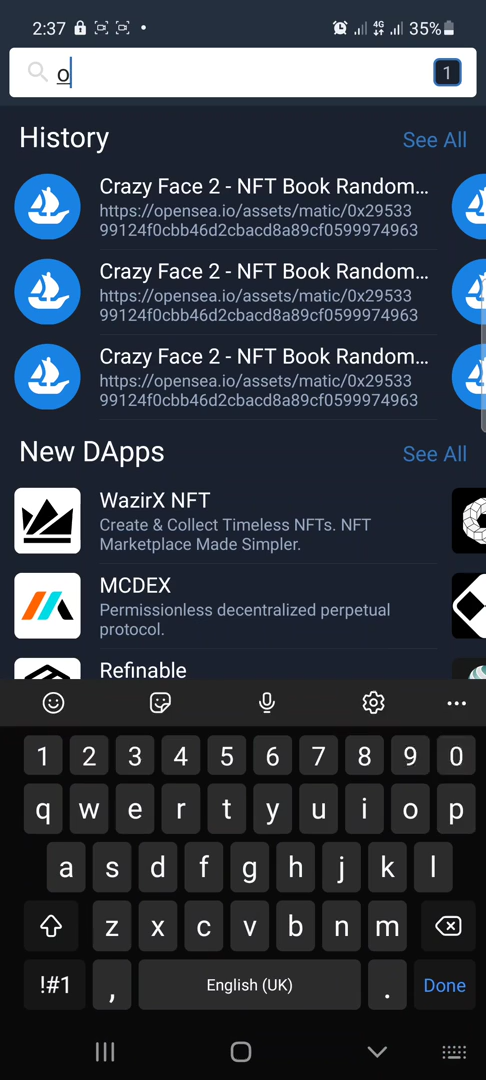 2:37
4G
35%
o
1
History
See All
Crazy Face 2 - NFT Book Random...
https://opensea.io/assets/matic/0x29533
99124f0cbb46d2cbacd8a89cf0599974963
Crazy Face 2 - NFT Book Random...
https://opensea.io/assets/matic/0x29533
99124f0cbb46d2cbacd8a89cf0599974963
Crazy Face 2 - NFT Book Random...
https://opensea.io/assets/matic/0x29533
99124f0cbb46d2cbacd8a89cf0599974963
New DApps
See All
WazirX NFT
Create & Collect Timeless NFTs. NFT
Marketplace Made Simpler.
MCDEX
Permissionless decentralized perpetual
protocol.
Refinable
1 2 3 4 5 6 7 8 9 0
q w e r t y u i o p
a s d f g h j k l
z x c v b n m
!#1 , English (UK) . Done